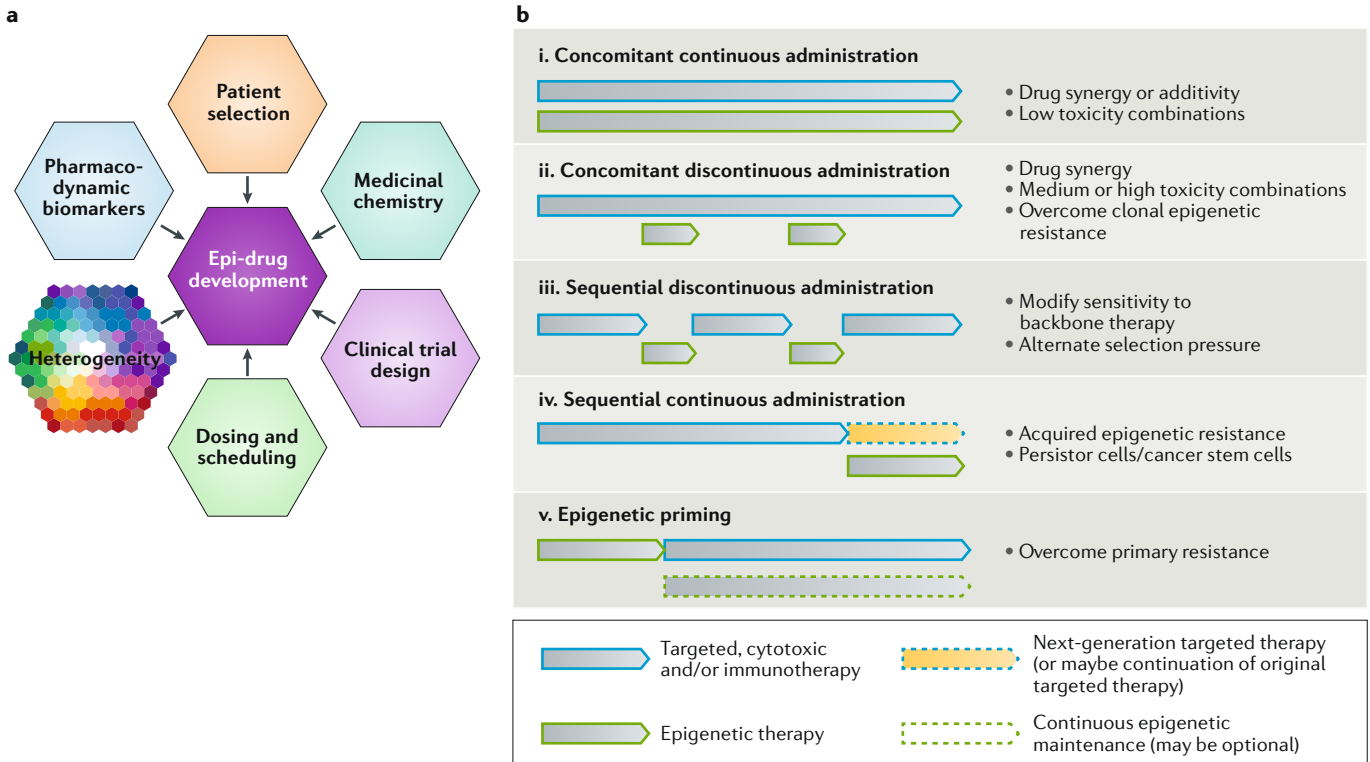 a
Patient
selection
Pharmaco-
dynamic
biomarkers
Medicinal
chemistry
Epi-drug
development
Heterogeneity
Clinical trial
design
Dosing and
scheduling
b
i. Concomitant continuous administration
• Drug synergy or additivity
• Low toxicity combinations
ii. Concomitant discontinuous administration
• Drug synergy
• Medium or high toxicity combinations
• Overcome clonal epigenetic
resistance
iii. Sequential discontinuous administration
• Modify sensitivity to
backbone therapy
• Alternate selection pressure
iv. Sequential continuous administration
• Acquired epigenetic resistance
• Persistor cells/cancer stem cells
v. Epigenetic priming
• Overcome primary resistance
Targeted, cytotoxic
and/or immunotherapy
Epigenetic therapy
Next-generation targeted therapy
(or maybe continuation of original
targeted therapy)
Continuous epigenetic
maintenance (may be optional)